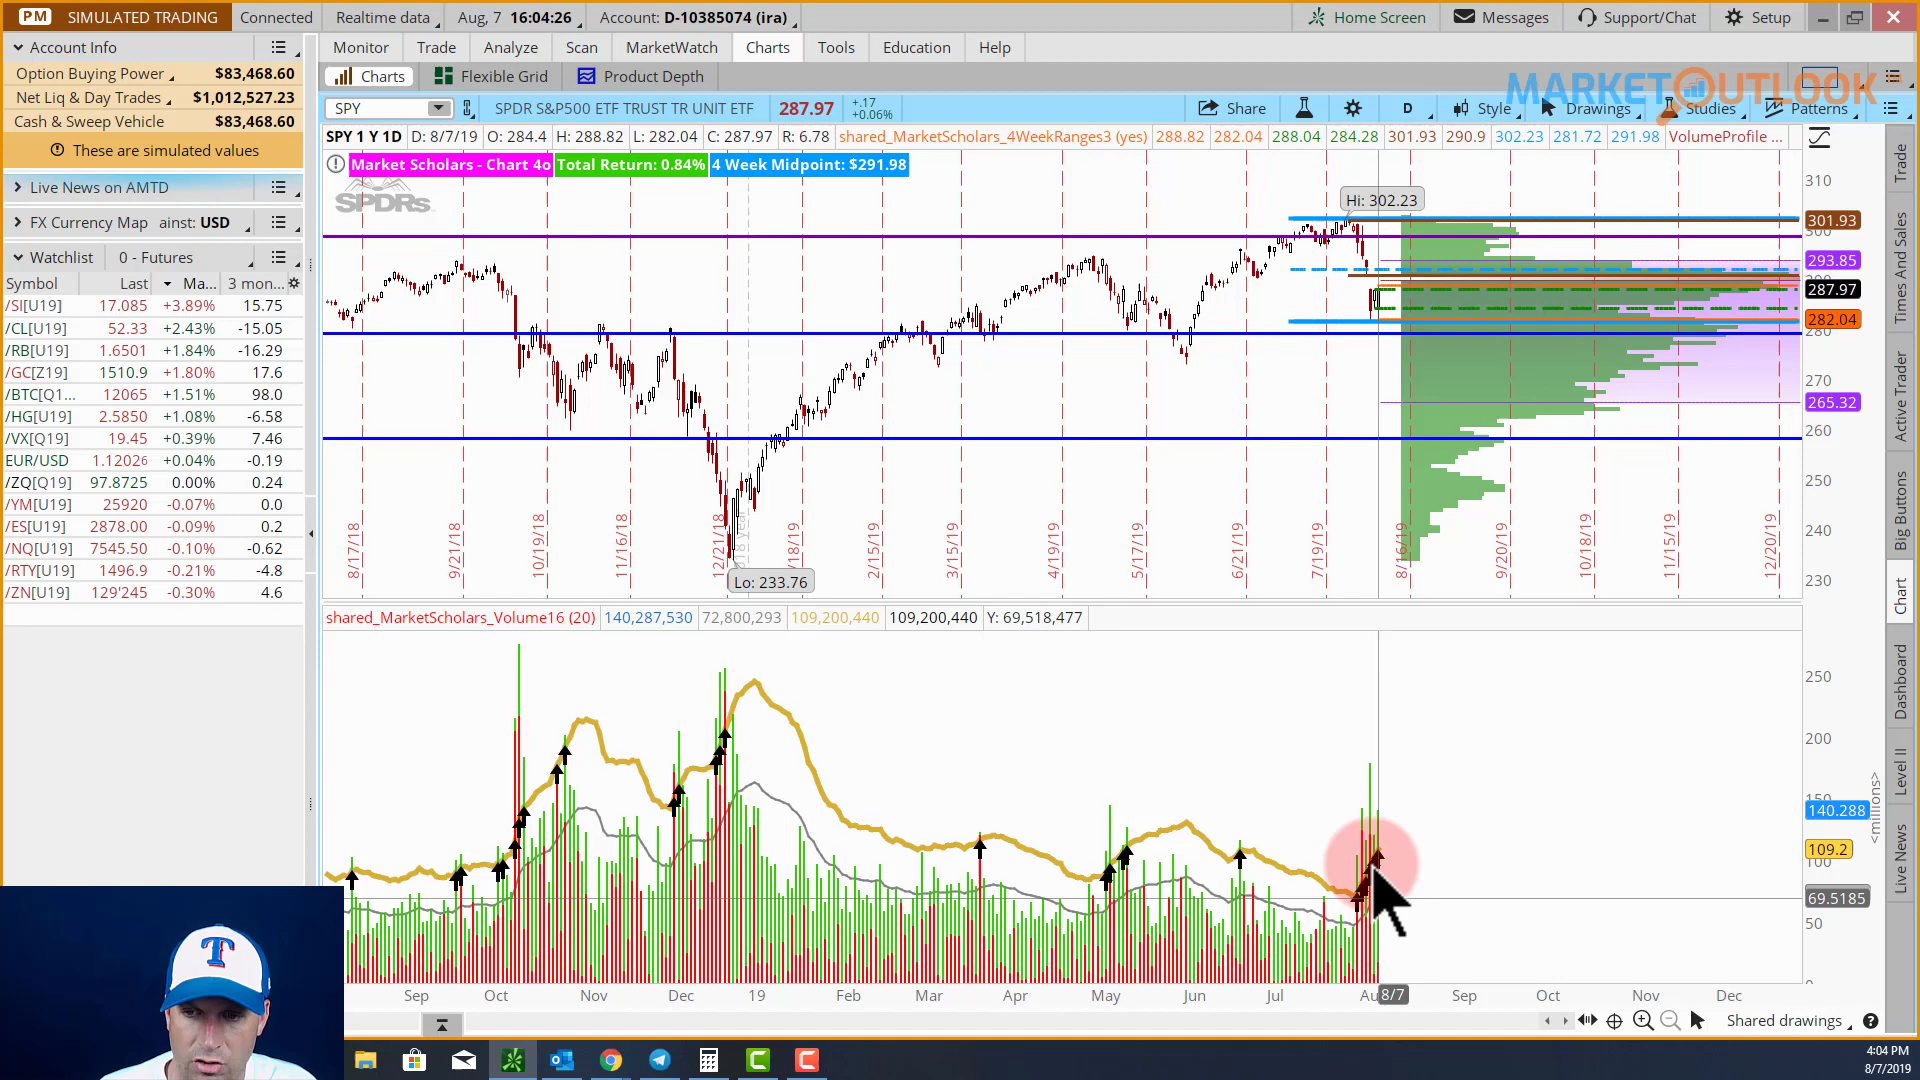 PM SIMULATED TRADING Connected Realtime data Aug, 7 16:04:26 Account: D-10385074 (ira) Home Screen Messages Support/Chat Setup
Account Info
Option Buying Power $83,468.60
Net Liq & Day Trades $1,012,527.23
Cash & Sweep Vehicle $83,468.60
These are simulated values
Live News on AMTD
FX Currency Map ainst: USD
Watchlist 0 - Futures
Symbol Last Ma... 3 mon...
/SI[U19] 17.085 +3.89% 15.75
/CL[U19] 52.33 +2.43% -15.05
/RB[U19] 1.6501 +1.84% -16.29
/GC[Z19] 1510.9 +1.80% 17.6
/BTC[Q1... 12065 +1.51% 98.0
/HG[U19] 2.5850 +1.08% -6.58
/VX[Q19] 19.45 +0.39% 7.46
EUR/USD 1.12026 +0.04% -0.19
/ZQ[Q19] 97.8725 0.00% 0.24
/YM[U19] 25920 -0.07% 0.0
/ES[U19] 2878.00 -0.09% 0.2
/NQ[U19] 7545.50 -0.10% -0.62
/RTY[U19] 1496.9 -0.21% -4.8
/ZN[U19] 129'245 -0.30% 4.6
Monitor Trade Analyze Scan MarketWatch Charts Tools Education Help
Charts Flexible Grid Product Depth
MARKETOUTLOOK
SPY SPDR S&P500 ETF TRUST TR UNIT ETF 287.97 +.17 +0.06% Share D Style Drawings Studies Patterns
SPY 1 Y 1D D: 8/7/19 O: 284.4 H: 288.82 L: 282.04 C: 287.97 R: 6.78 shared_MarketScholars_4WeekRanges3 (yes) 288.82 282.04 288.04 284.28 301.93 290.9 302.23 281.72 291.98 VolumeProfile ...
Market Scholars - Chart 4o Total Return: 0.84% 4 Week Midpoint: $291.98
SPDRs
Hi: 302.23
Lo: 233.76
310
301.93
300
293.85
290
287.97
282.04
280
270
265.32
260
250
240
230
8/17/18 9/21/18 10/19/18 11/16/18 12/21/18 /18/19 2/15/19 3/15/19 4/19/19 5/17/19 6/21/19 7/19/19 8/16/19 9/20/19 10/18/19 11/15/19 12/20/19
shared_MarketScholars_Volume16 (20) 140,287,530 72,800,293 109,200,440 109,200,440 Y: 69,518,477
250
200
150
140.288
109.2
100
69.5185
50
<millions>
Sep Oct Nov Dec 19 Feb Mar Apr May Jun Jul Au 8/7 Sep Oct Nov Dec
Shared drawings
Trade
Times And Sales
Active Trader
Big Buttons
Chart
Dashboard
Level II
Live News
T
4:04 PM
8/7/2019